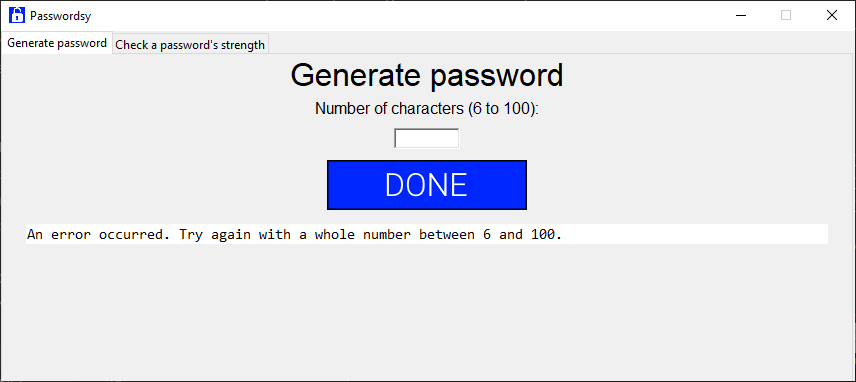 Passwordsy
Generate password
Check a password's strength
Generate password
Number of characters (6 to 100):
DONE
An error occurred. Try again with a whole number between 6 and 100.